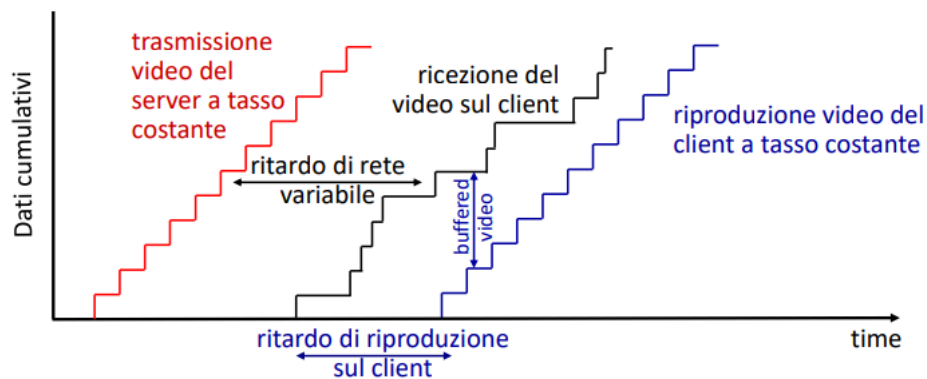 trasmissione
video del
server a tasso
costante
ricezione del
video sul client
riproduzione video del
client a tasso costante
ritardo di rete
variabile
buffered
video
Dati cumulativi
time
ritardo di riproduzione
sul client